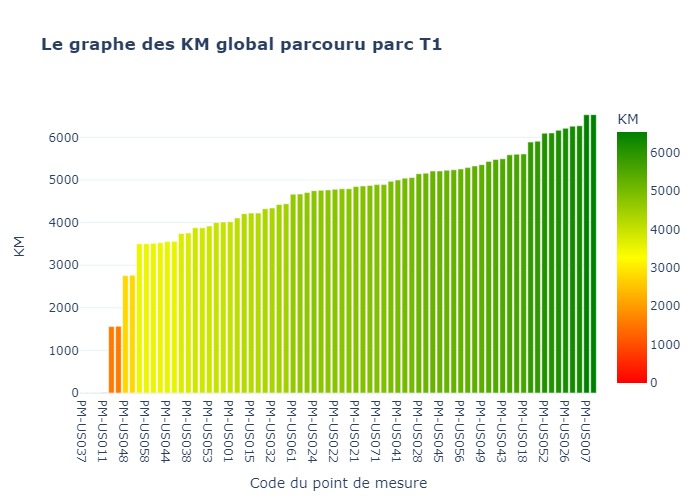 Le graphe des KM global parcouru parc T1
KM
6000
5000
4000
3000
2000
1000
0
KM
6000
5000
4000
3000
2000
1000
0
PM-US037
PM-US011
PM-US048
PM-US058
PM-US044
PM-US038
PM-US053
PM-US001
PM-US015
PM-US032
PM-US061
PM-US024
PM-US022
PM-US021
PM-US071
PM-US041
PM-US028
PM-US045
PM-US056
PM-US049
PM-US043
PM-US018
PM-US052
PM-US026
PM-US007
Code du point de mesure